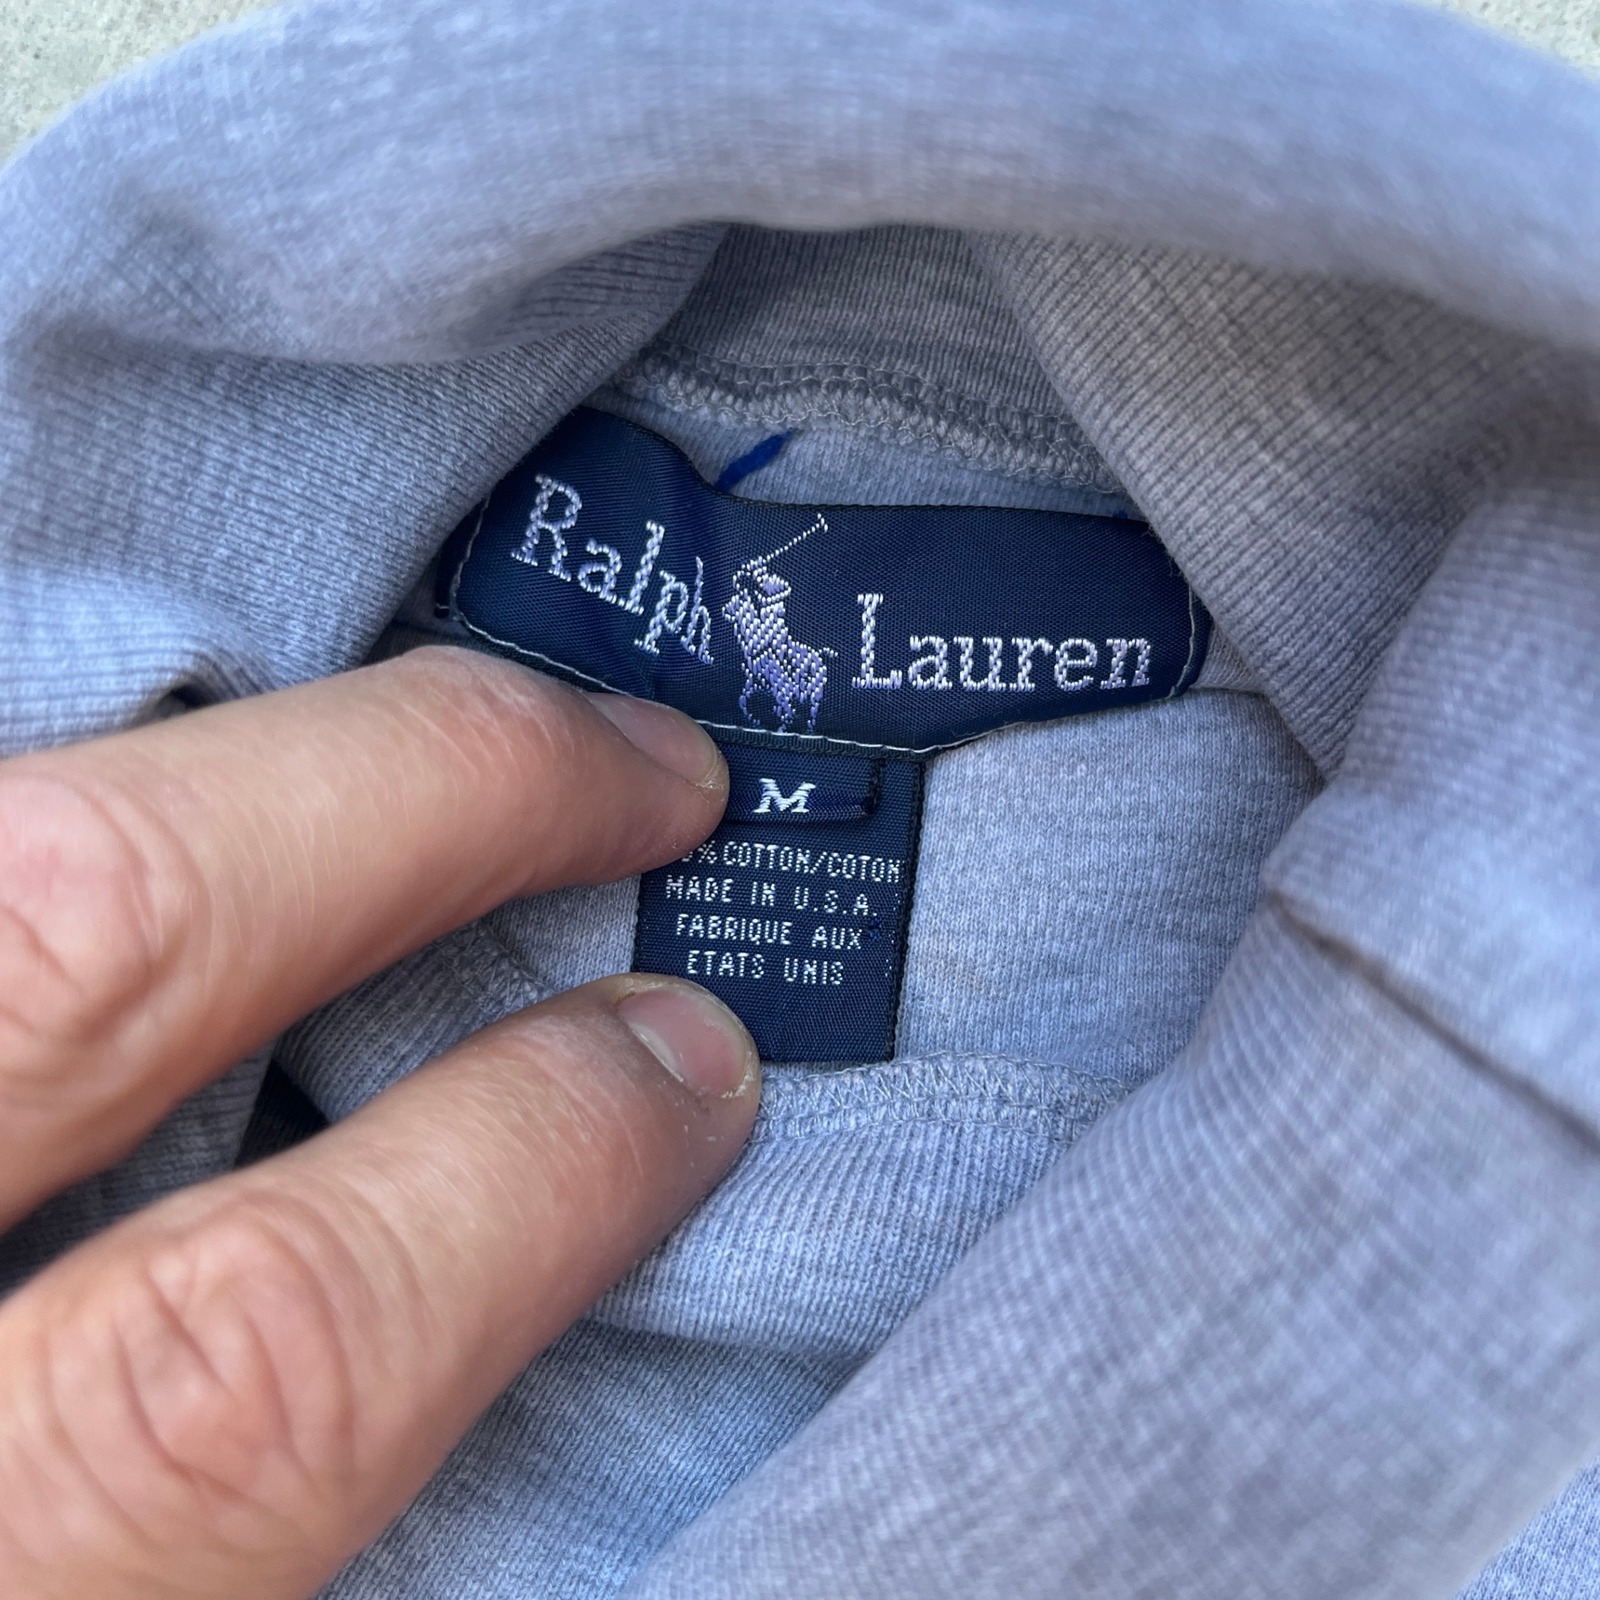 Ralph Lauren
M
% COTTON/COTON
MADE IN U.S.A.
FABRIQUE AUX
ETATS UNIS